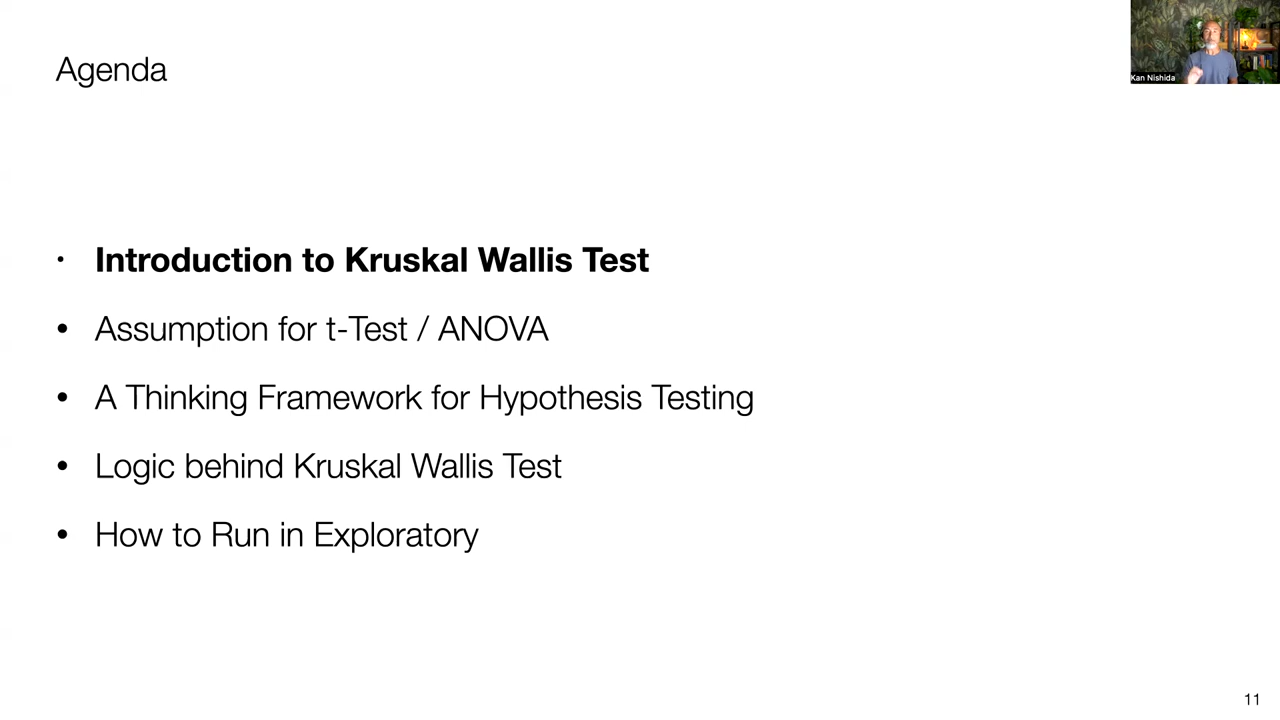 Agenda
Kan Nishida
• Introduction to Kruskal Wallis Test
• Assumption for t-Test / ANOVA
• A Thinking Framework for Hypothesis Testing
• Logic behind Kruskal Wallis Test
• How to Run in Exploratory
11